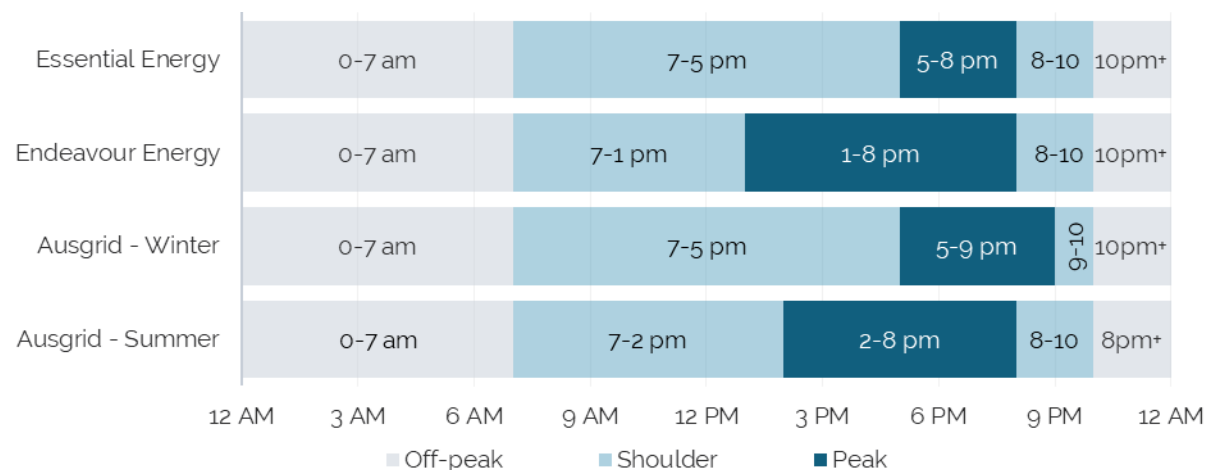 Essential Energy 0-7 am 7-5 pm 5-8 pm 8-10 10pm+
Endeavour Energy 0-7 am 7-1 pm 1-8 pm 8-10 10pm+
Ausgrid - Winter 0-7 am 7-5 pm 5-9 pm 9-10 10pm+
Ausgrid - Summer 0-7 am 7-2 pm 2-8 pm 8-10 8pm+
12 AM 3 AM 6 AM 9 AM 12 PM 3 PM 6 PM 9 PM 12 AM
Off-peak Shoulder Peak